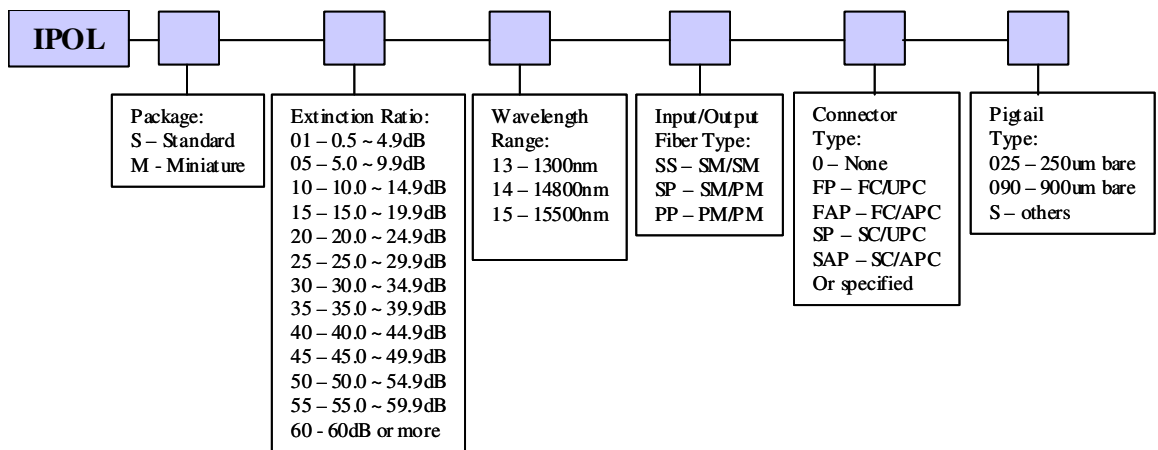 IPOL
Package:
S – Standard
M - Miniature
Extinction Ratio:
01 – 0.5 ~ 4.9dB
05 – 5.0 ~ 9.9dB
10 – 10.0 ~ 14.9dB
15 – 15.0 ~ 19.9dB
20 – 20.0 ~ 24.9dB
25 – 25.0 ~ 29.9dB
30 – 30.0 ~ 34.9dB
35 – 35.0 ~ 39.9dB
40 – 40.0 ~ 44.9dB
45 – 45.0 ~ 49.9dB
50 – 50.0 ~ 54.9dB
55 – 55.0 ~ 59.9dB
60 - 60dB or more
Wavelength
Range:
13 – 1300nm
14 – 14800nm
15 – 15500nm
Input/Output
Fiber Type:
SS – SM/SM
SP – SM/PM
PP – PM/PM
Connector
Type:
0 – None
FP – FC/UPC
FAP – FC/APC
SP – SC/UPC
SAP – SC/APC
Or specified
Pigtail
Type:
025 – 250um bare
090 – 900um bare
S – others